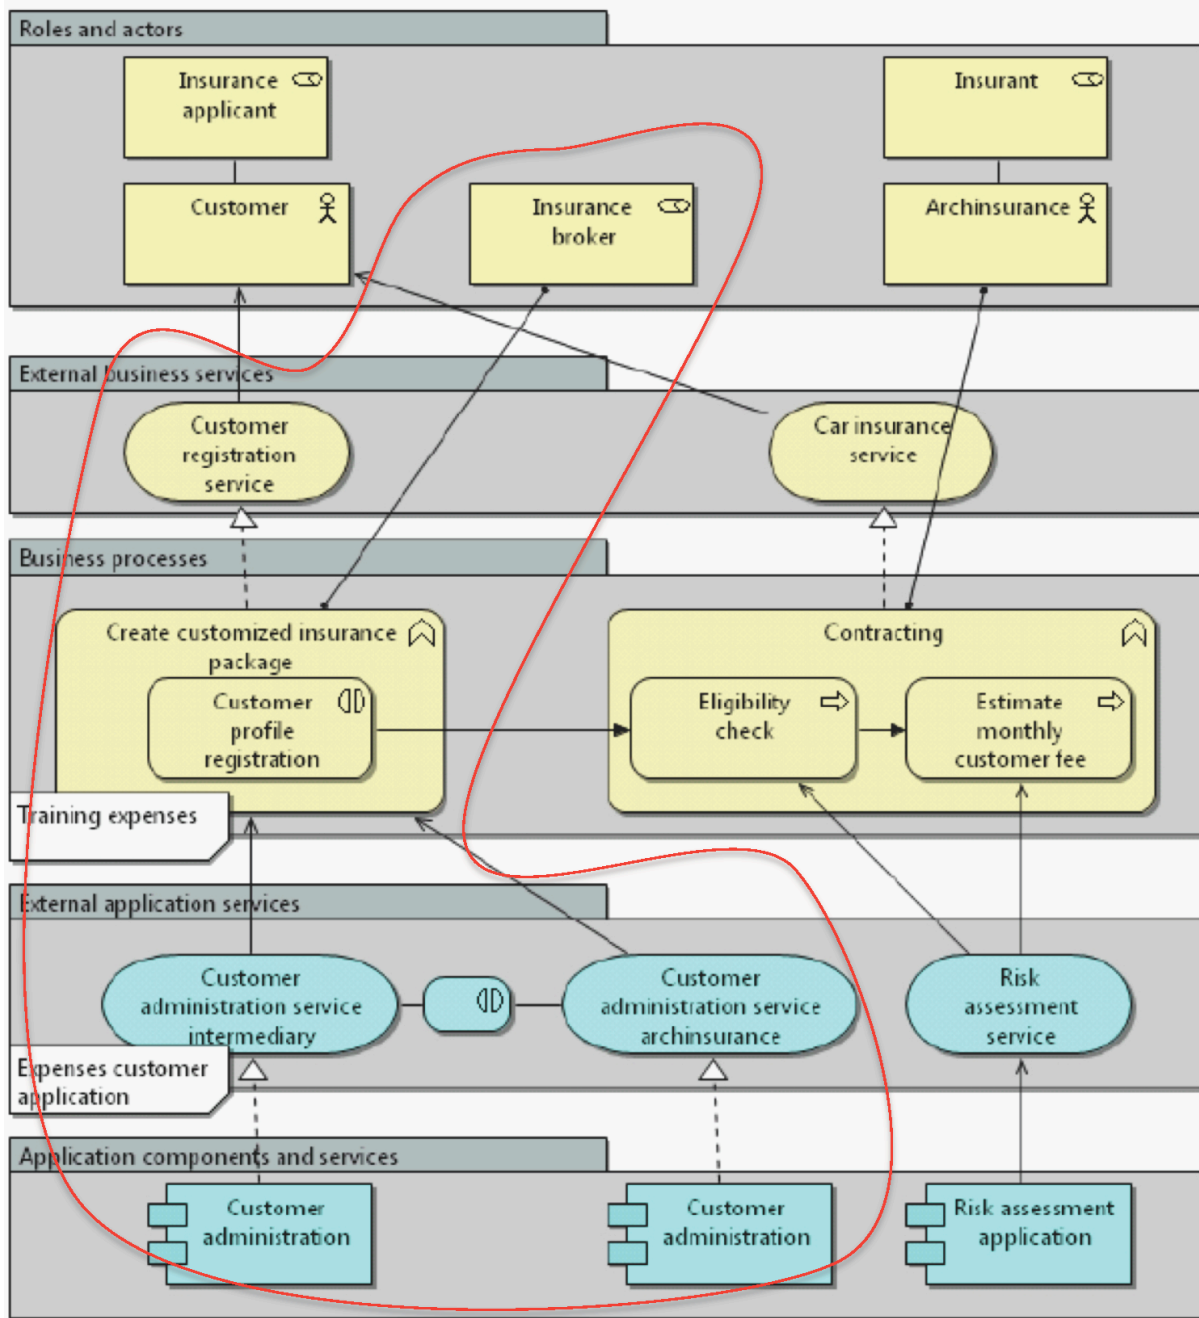 Roles and actors
Insurance
applicant
Insurant
Customer
Insurance
broker
Archinsurance
External business services
Customer
registration
service
Car insurance
service
Business processes
Create customized insurance
package
Customer
profile
registration
Contracting
Eligibility
check
Estimate
monthly
customer fee
Training expenses
External application services
Customer
administration service
intermediary
Customer
administration service
archinsurance
Risk
assessment
service
Expenses customer
application
Application components and services
Customer
administration
Customer
administration
Risk assessment
application